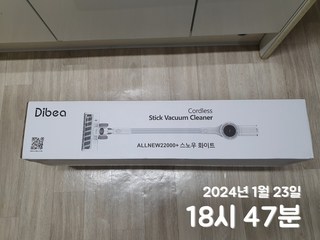 Dibea
Cordless
Stick Vacuum Cleaner
ALLNEW22000+ 스노우 화이트
2024년 1월 23일
18시 47분